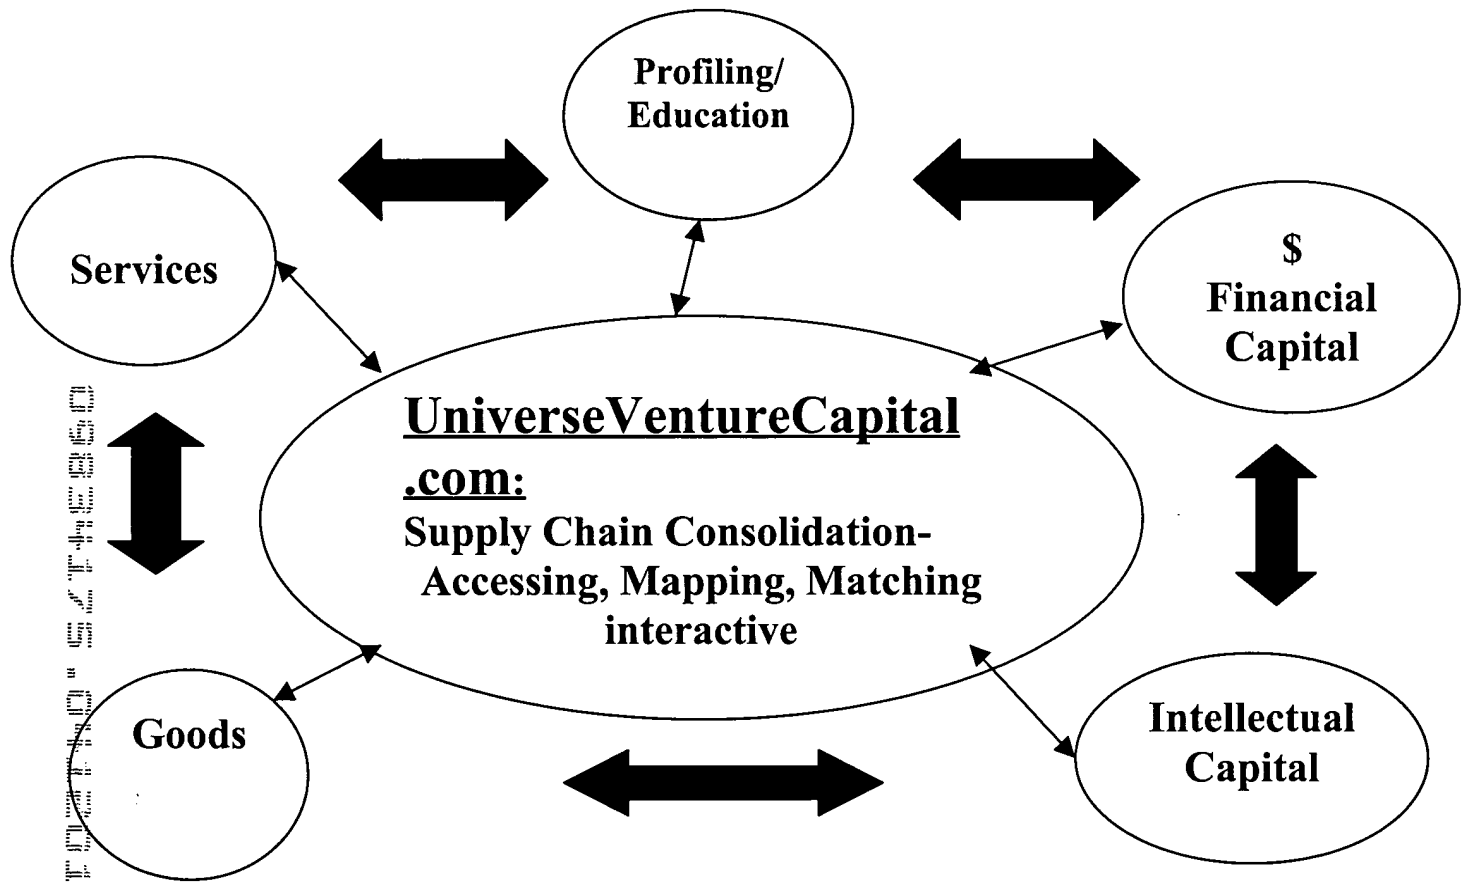 Profiling/
Education
Services
$
Financial
Capital
UniverseVentureCapital
.com:
Supply Chain Consolidation-
Accessing, Mapping, Matching
interactive
Goods
Intellectual
Capital